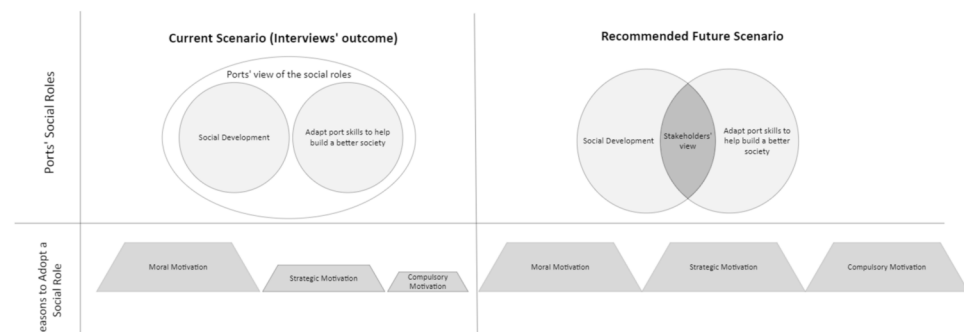 Current Scenario (Interviews' outcome)
Recommended Future Scenario
Ports' Social Roles
Ports' view of the social roles
Social Development
Adapt port skills to help
build a better society
Social Development
Stakeholders'
view
Adapt port skills to
help build a better
society
easons to Adopt a
Social Role
Moral Motivation
Strategic Motivation
Compulsory
Motivation
Moral Motivation
Strategic Motivation
Compulsory Motivation